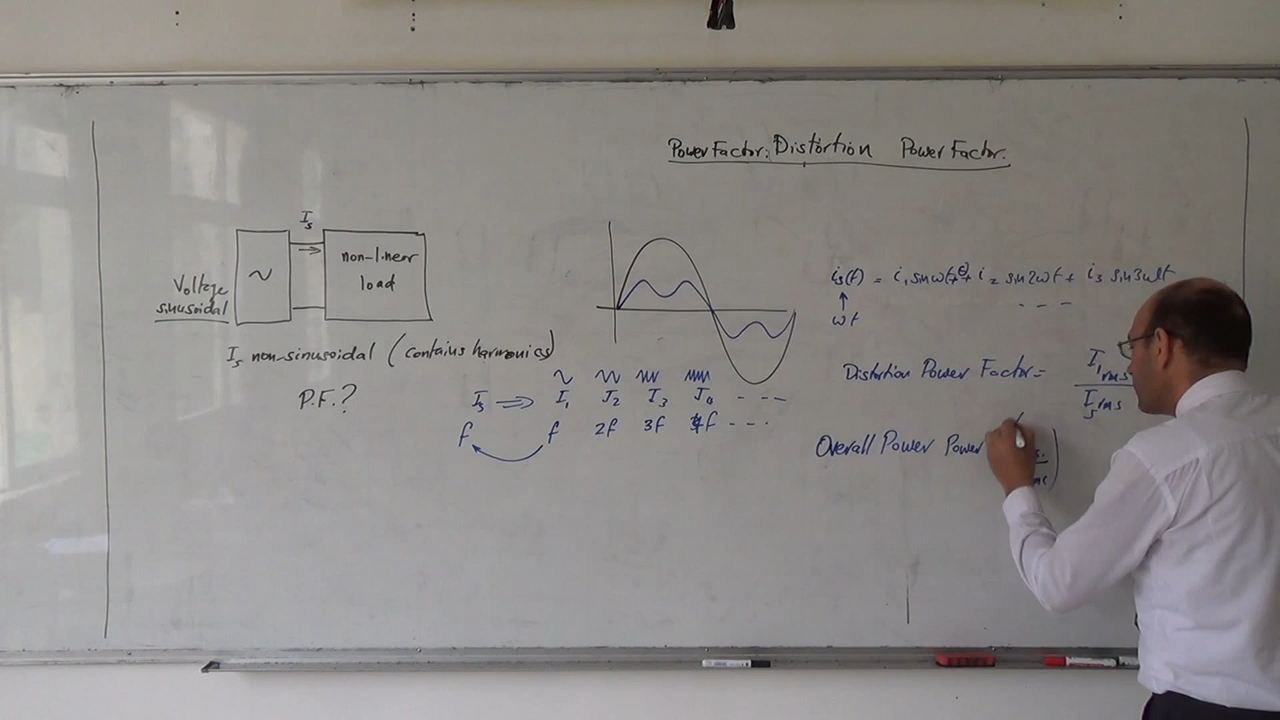 Power Factor: Distortion Power Factor.
Is
non-linear
load
Voltage
sinusoidal
Is non-sinusoidal (contains harmonics)
P.F.?
Is ⇒ I1 I2 I3 I4 - - -
f f 2f 3f 4f - - -
is(t) = i1 sinωt+θ + i2 sin2ωt + i3 sin3ωt
- - -
ωt
Distortion Power Factor = I1rms / Isrms
Overall Power Power